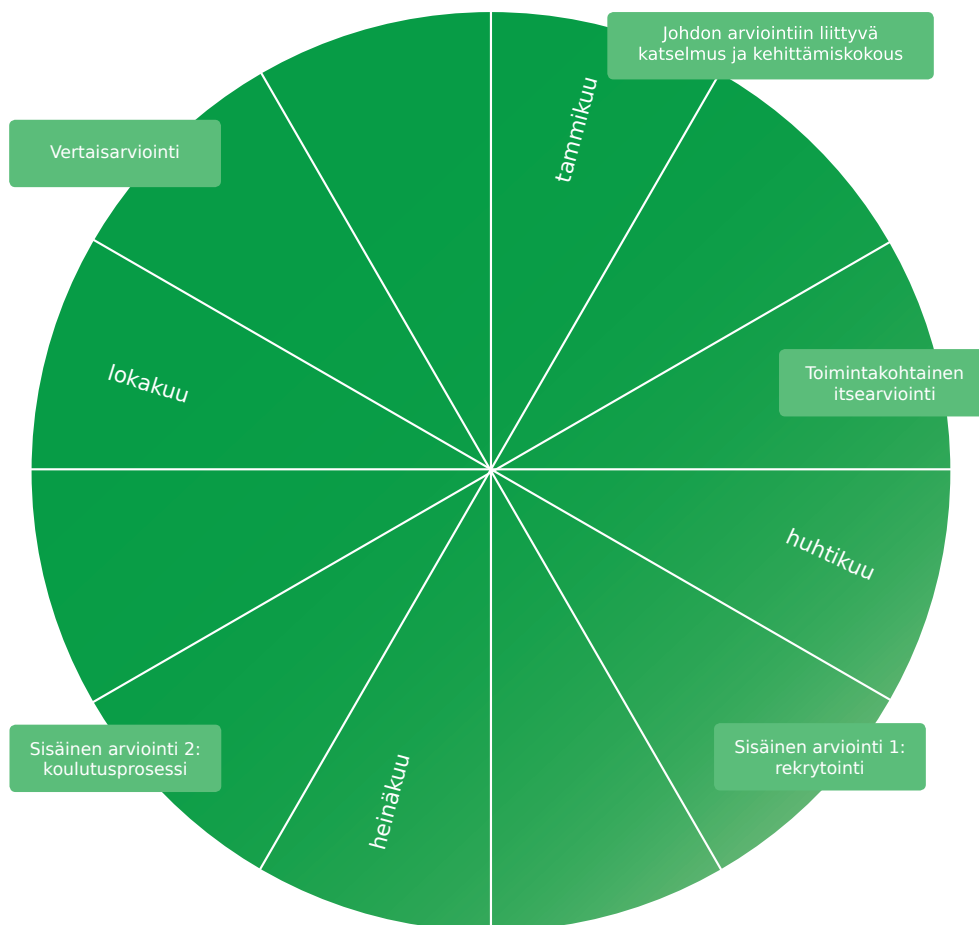 Johdon arviointiin liittyvä
katselmus ja kehittämiskokous
tammikuu
Vertaisarviointi
Toimintakohtainen
itsearviointi
lokakuu
huhtikuu
Sisäinen arviointi 2:
koulutusprosessi
Sisäinen arviointi 1:
rekrytointi
heinäkuu